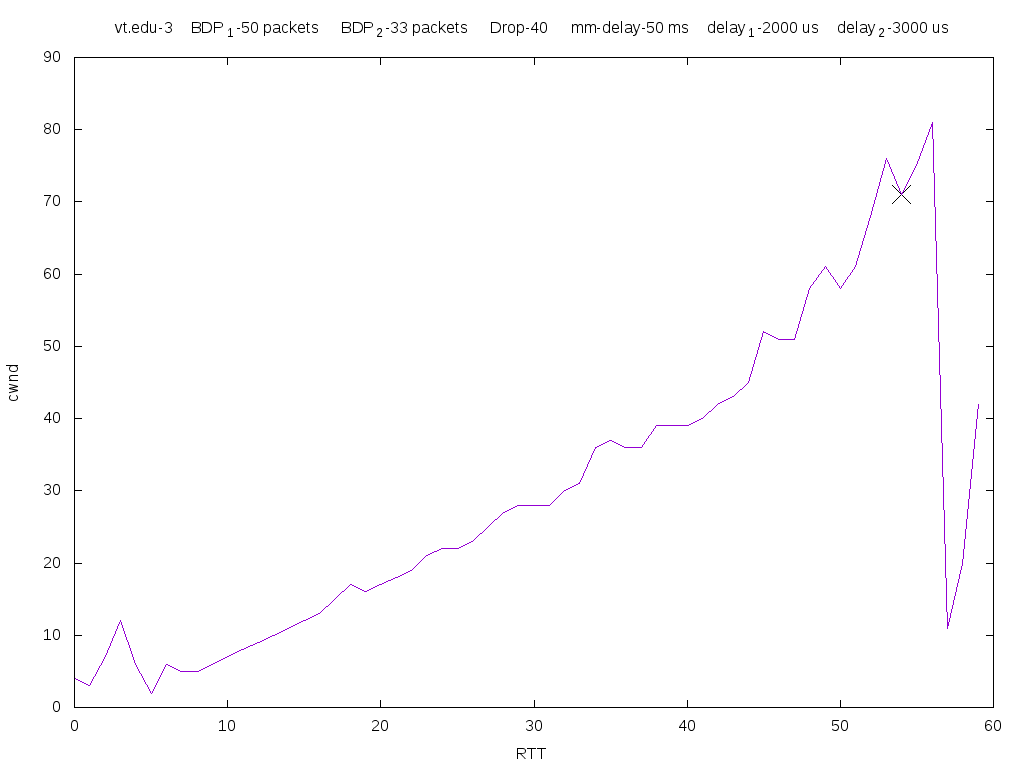 vt.edu-3 BDP₁-50 packets BDP₂-33 packets Drop-40 mm-delay-50 ms delay₁-2000 us delay₂-3000 us
90
80
70
60
50
40
30
20
10
0
cwnd
0 10 20 30 40 50 60
RTT